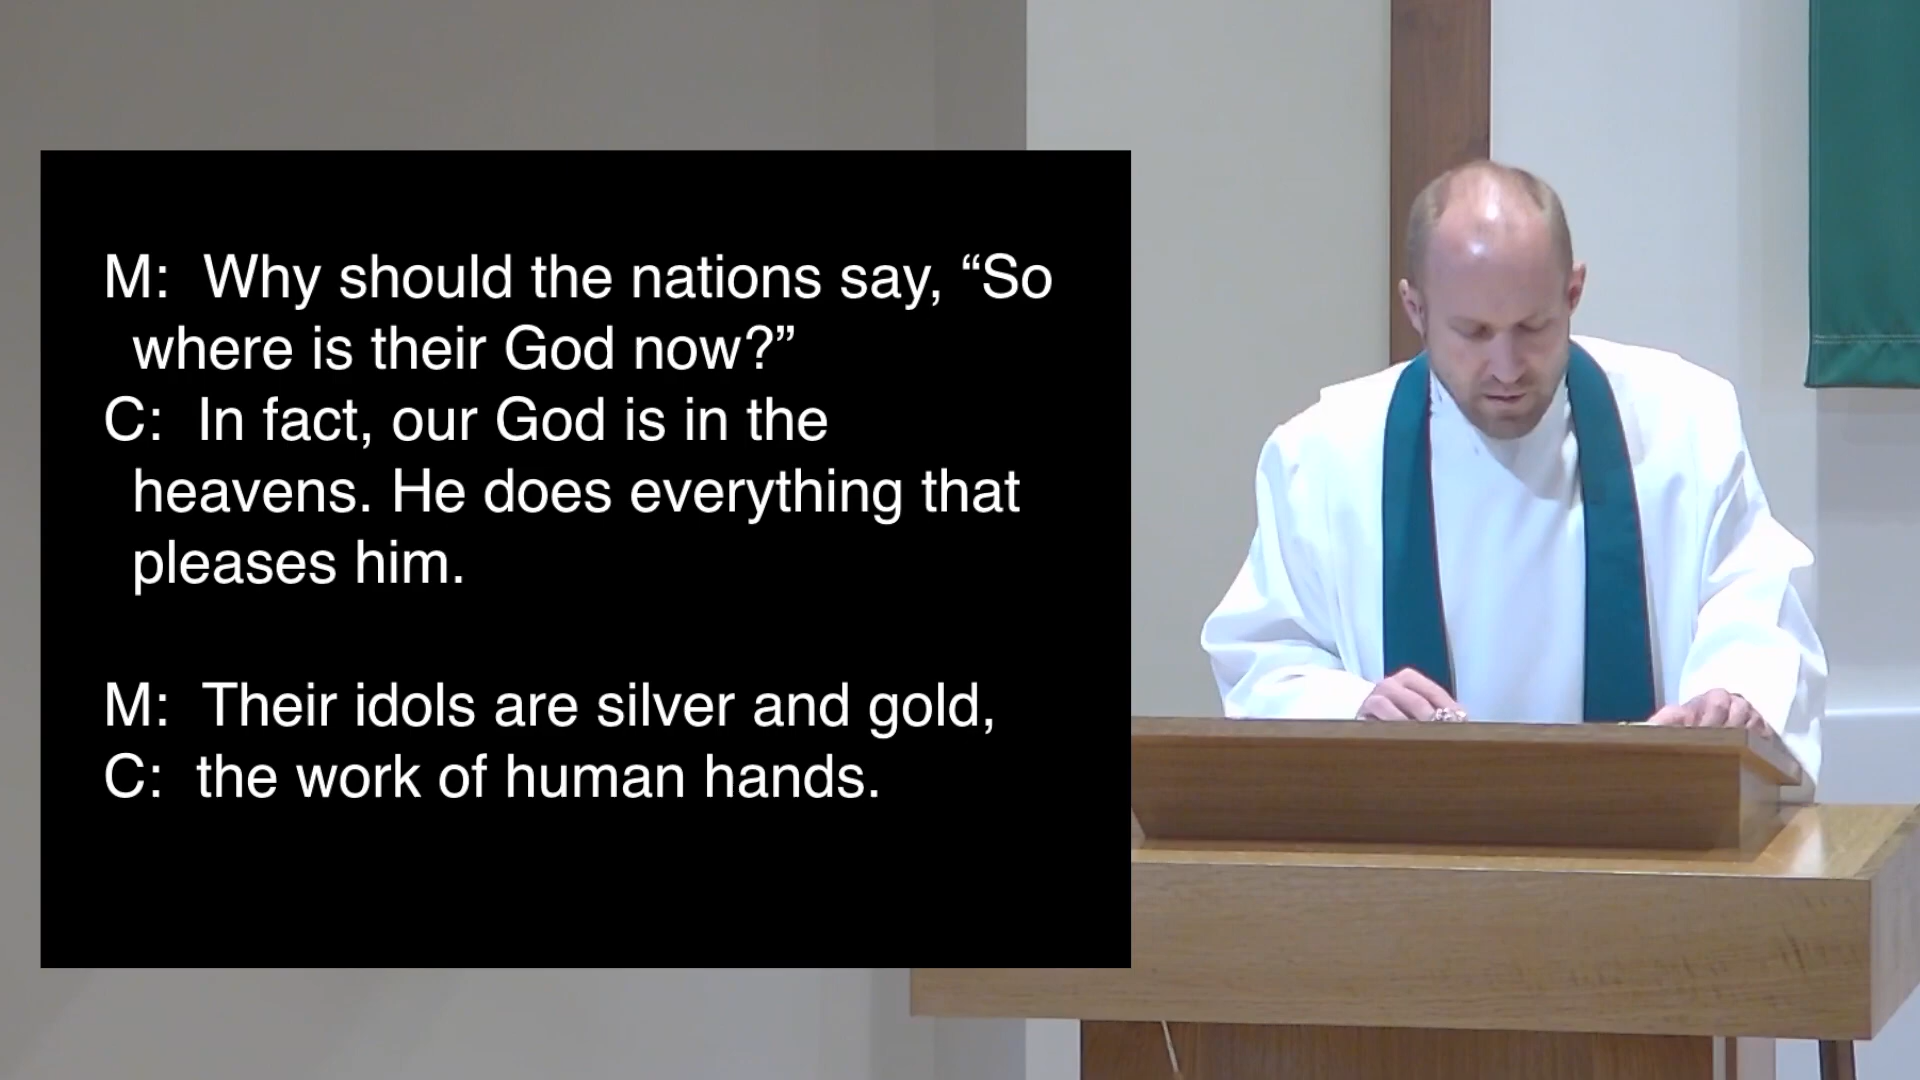 M:  Why should the nations say, “So
where is their God now?”
C:  In fact, our God is in the
heavens. He does everything that
pleases him.
M:  Their idols are silver and gold,
C:  the work of human hands.